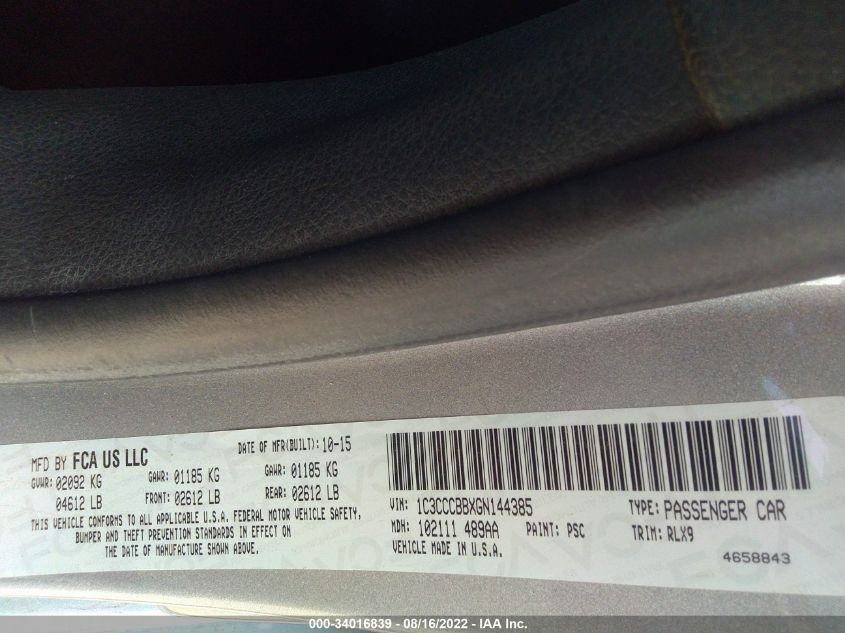 MFD BY FCA US LLC
DATE OF MFR(BUILT): 10-15
GVWR: 02092 KG GAWR: 01185 KG GAWR: 01185 KG
04612 LB FRONT: 02612 LB REAR: 02612 LB
THIS VEHICLE CONFORMS TO ALL APPLICABLE U.S.A. FEDERAL MOTOR VEHICLE SAFETY,
BUMPER AND THEFT PREVENTION STANDARDS IN EFFECT ON
THE DATE OF MANUFACTURE SHOWN ABOVE.
VIN: 1C3CCCBBXGN144385 TYPE: PASSENGER CAR
MDH: 102111 489AA PAINT: PSC TRIM: RLX9
VEHICLE MADE IN U.S.A.
4658843
000-34016839 - 08/16/2022 - IAA Inc.